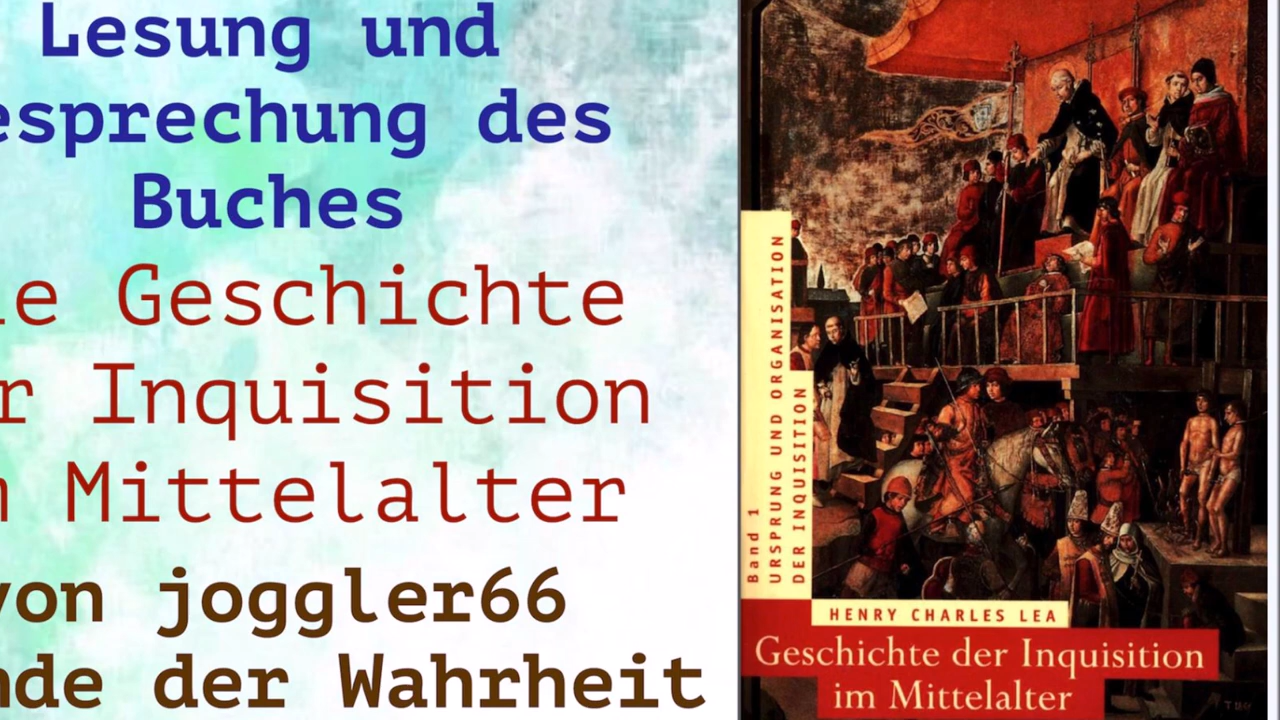 Lesung und
esprechung des
Buches
ie Geschichte
r Inquisition
Mittelalter
von joggler66
nde der Wahrheit
Band 1
URSPRUNG UND ORGANISATION
DER INQUISITION
HENRY CHARLES LEA
Geschichte der Inquisition
im Mittelalter